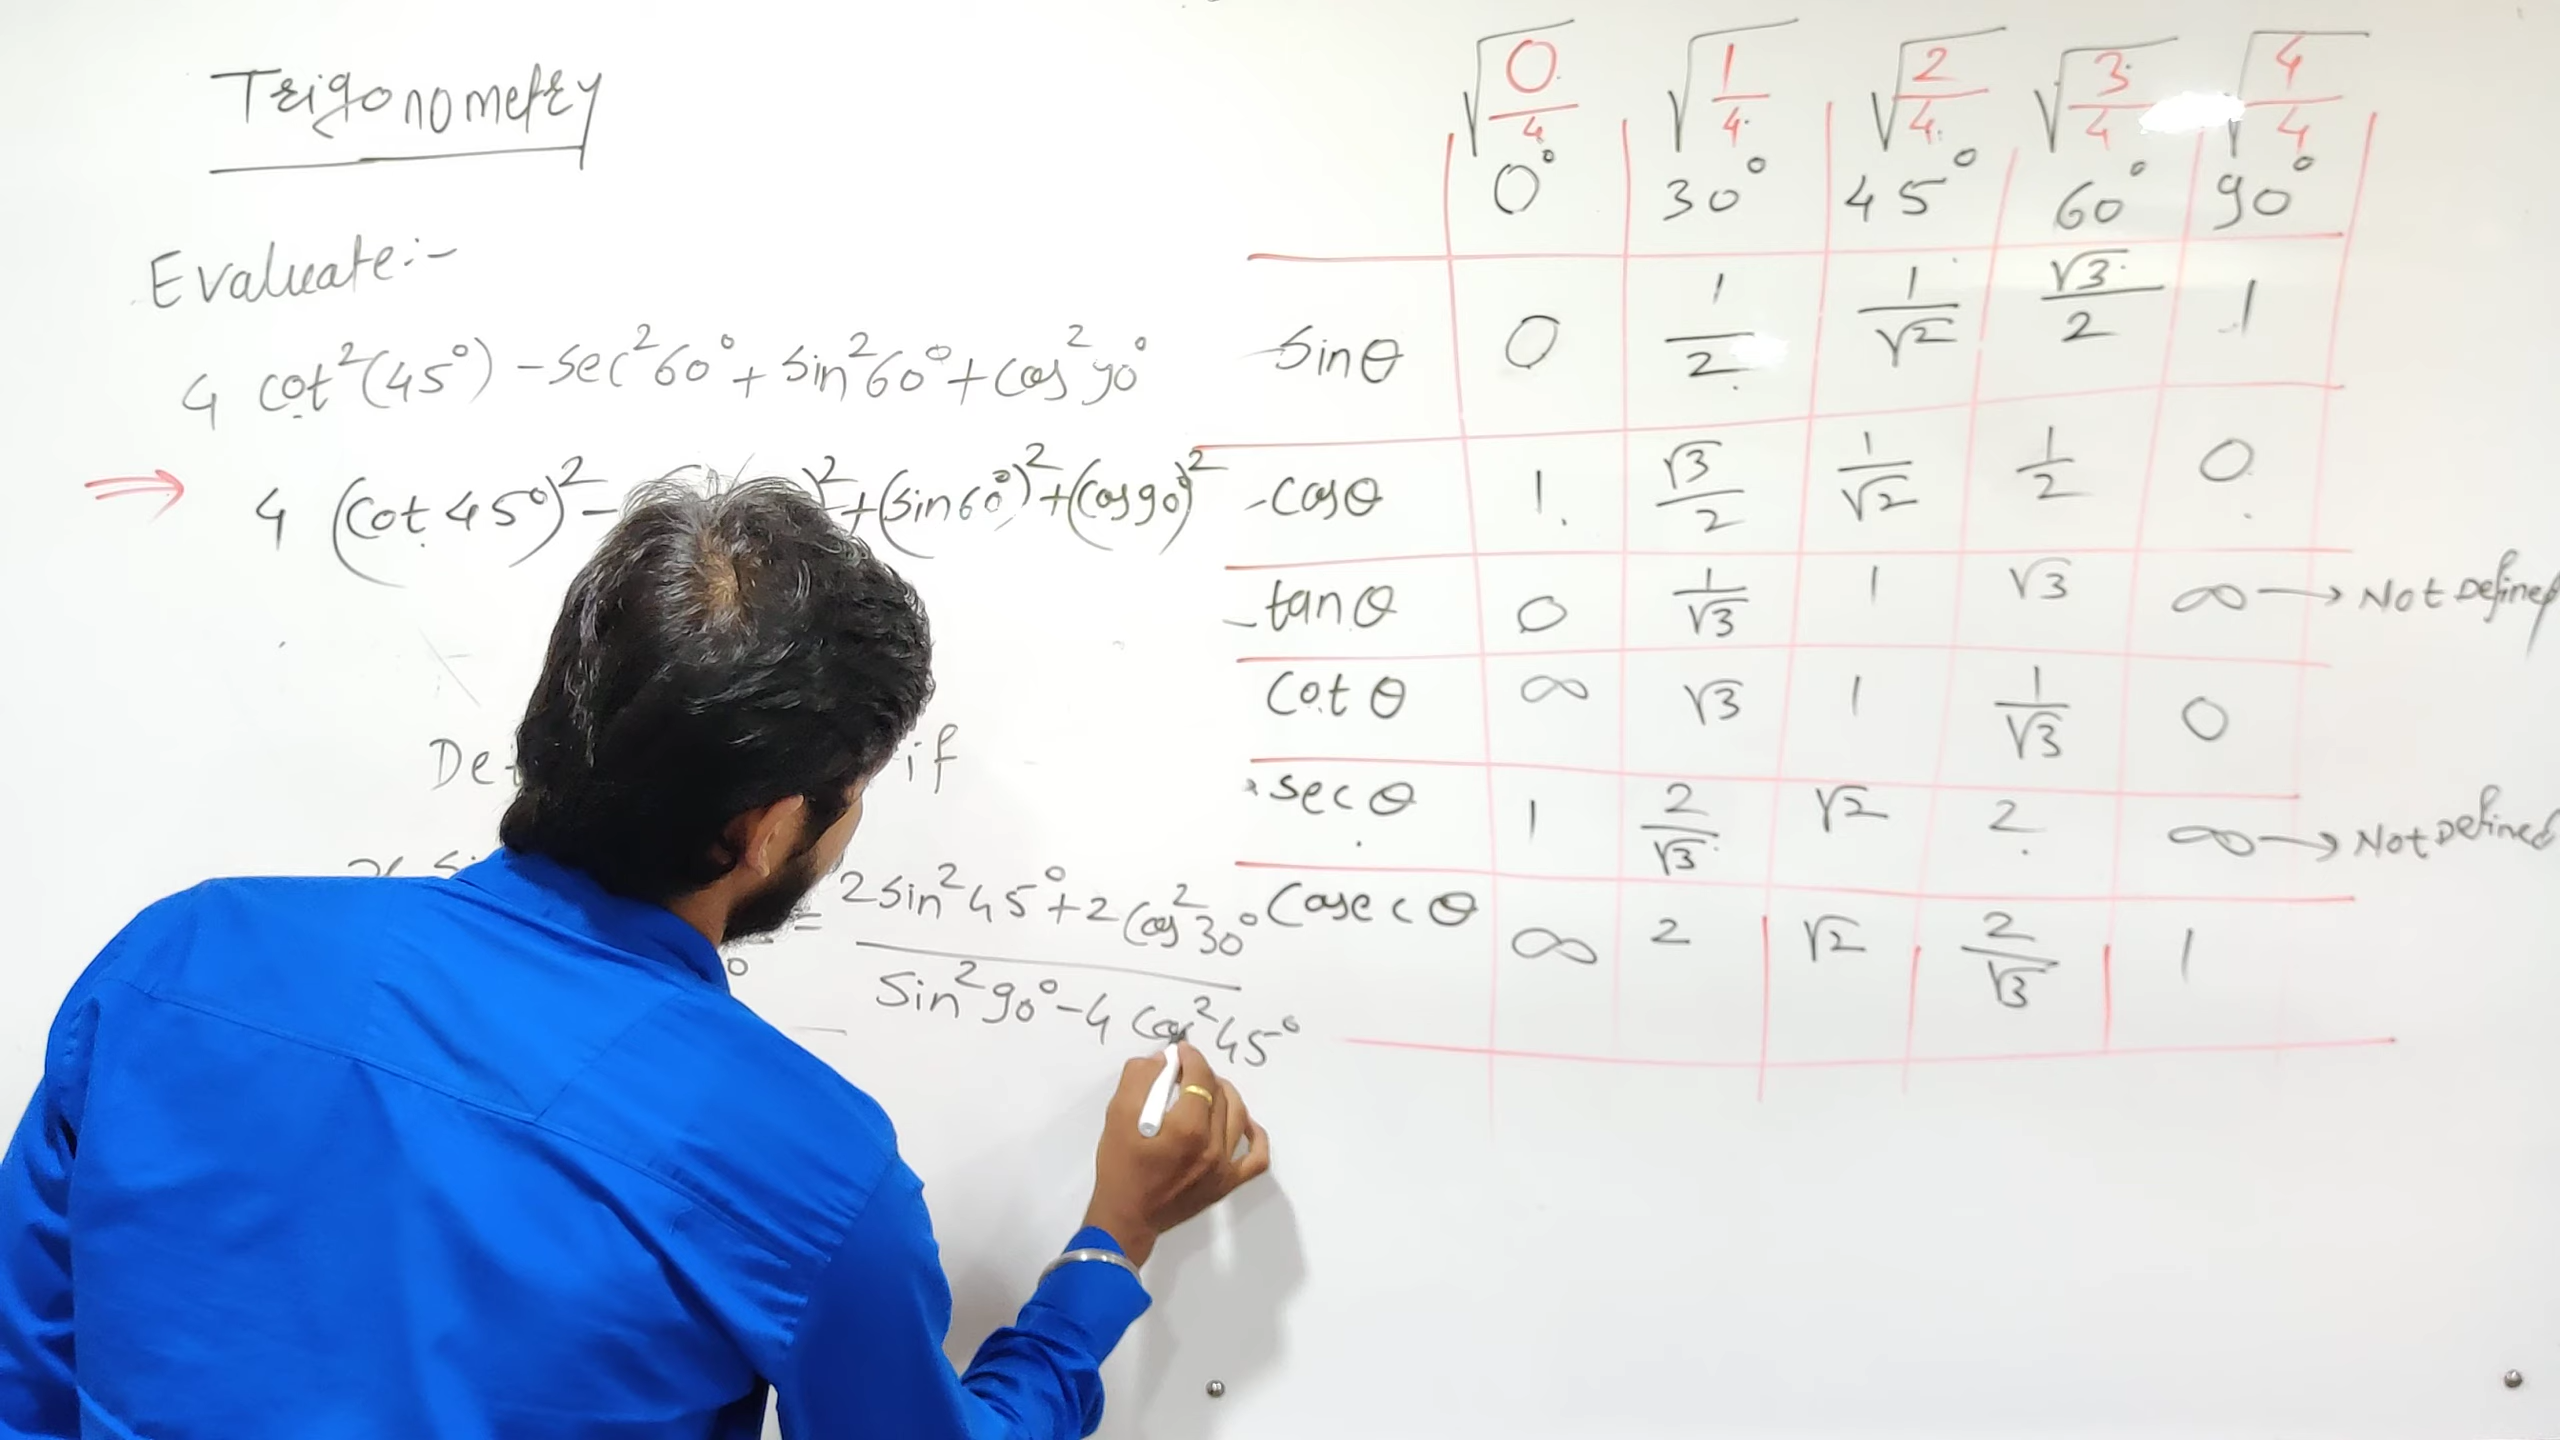 Trigonometry
Evaluate:-
4 cot²(45°) - sec²60° + sin²60° + cos²90°
⇒ 4 (cot 45°)² - )² + (sin60°)² + (cos90°)²
if
= 2sin²45° + 2cos²30°
sin²90° - 4cos²45°
√0/4 √1/4 √2/4 √3/4 √4/4
0° 30° 45° 60° 90°
sinθ 0 1/2 1/√2 √3/2 1
cosθ 1 √3/2 1/√2 1/2 0
tanθ 0 1/√3 1 √3 ∞ → Not Defined
cotθ ∞ √3 1 1/√3 0
secθ 1 2/√3 √2 2 ∞ → Not Defined
cosecθ ∞ 2 √2 2/√3 1